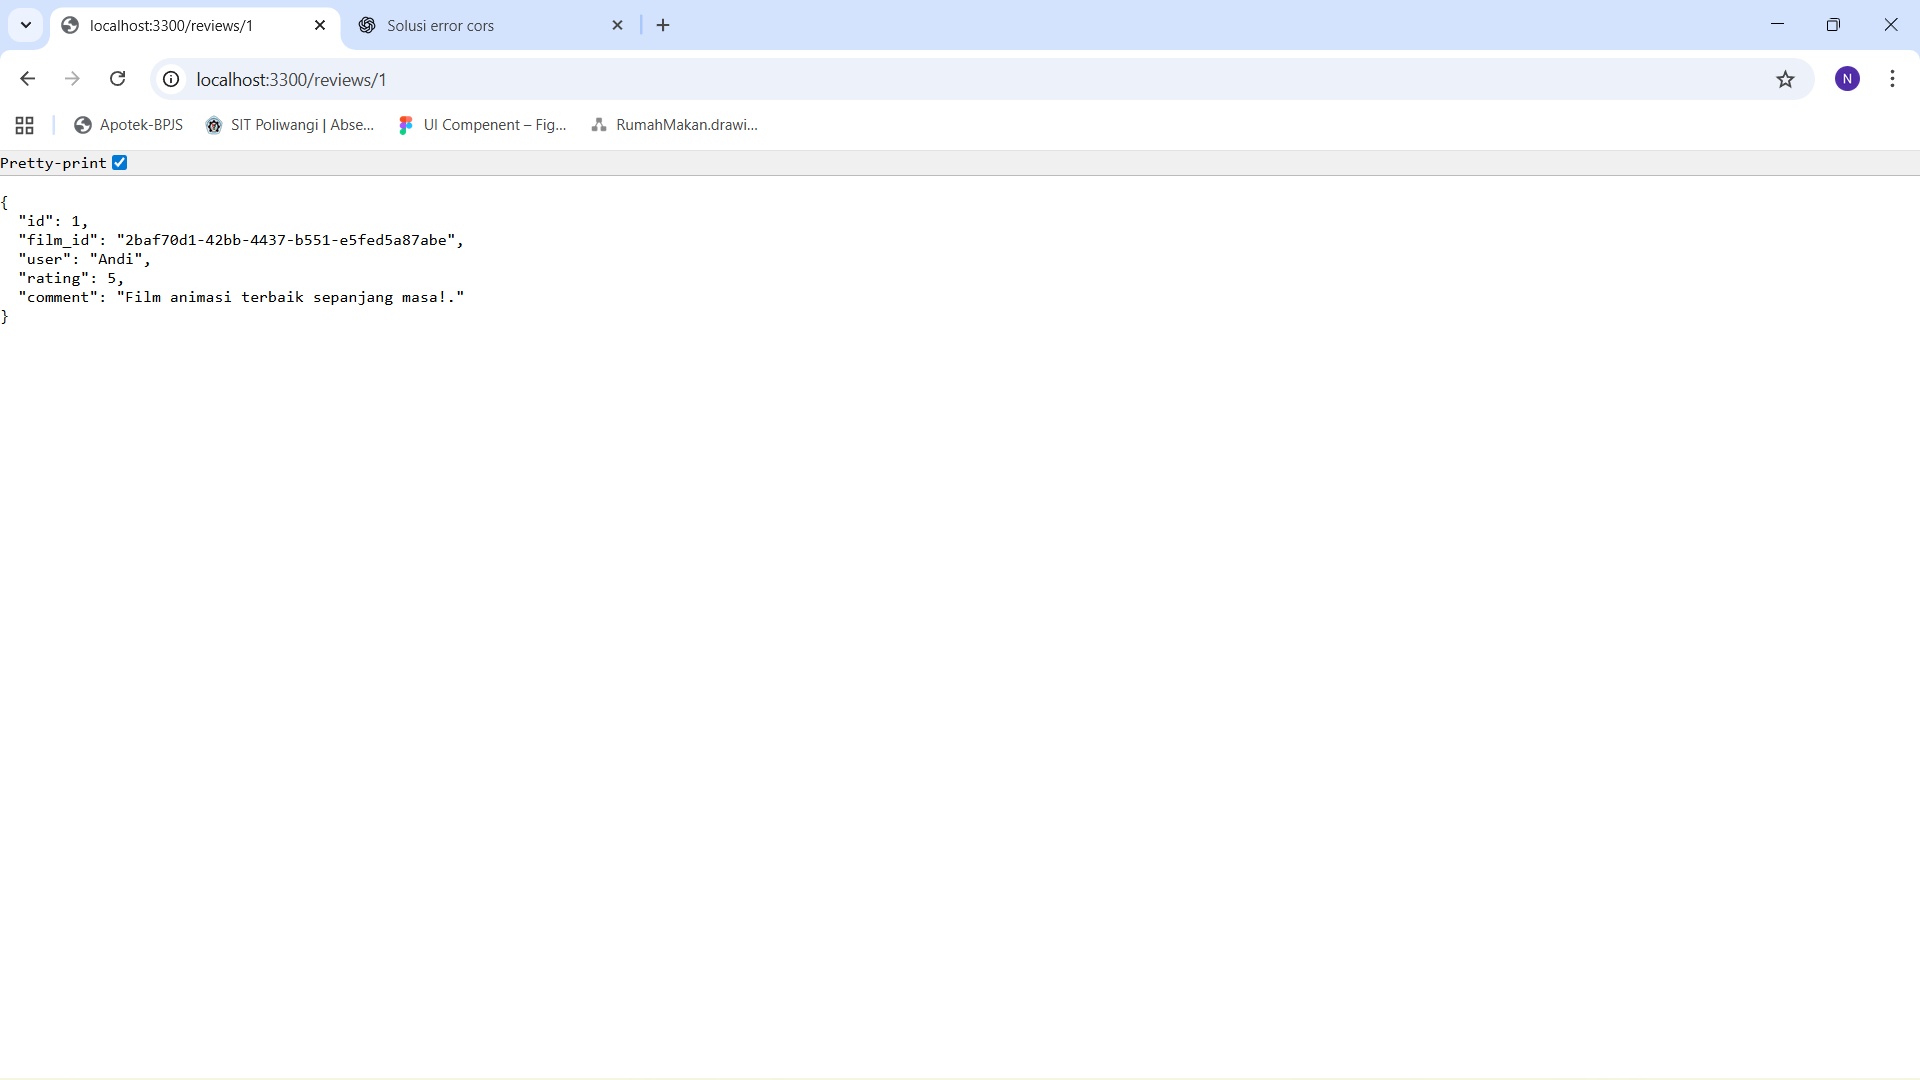 localhost:3300/reviews/1
Solusi error cors
localhost:3300/reviews/1
N
Apotek-BPJS
SIT Poliwangi | Abse...
UI Compenent – Fig...
RumahMakan.drawi...
Pretty-print
{
"id": 1,
"film_id": "2baf70d1-42bb-4437-b551-e5fed5a87abe",
"user": "Andi",
"rating": 5,
"comment": "Film animasi terbaik sepanjang masa!."
}